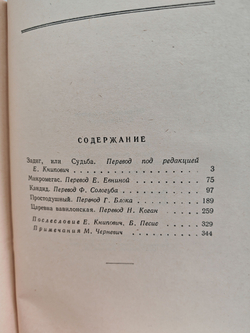 СОДЕРЖАНИЕ
Задиг, или Судьба. Перевод под редакцией
Е. Книпович 3
Микромегас. Перевод Е. Евниной 75
Кандид. Перевод Ф. Сологуба 97
Простодушный. Перевод Г. Блока 189
Царевна вавилонская. Перевод Н. Коган 259
Послесловие Е. Книпович, Б. Песис 329
Примечания М. Черневич 344